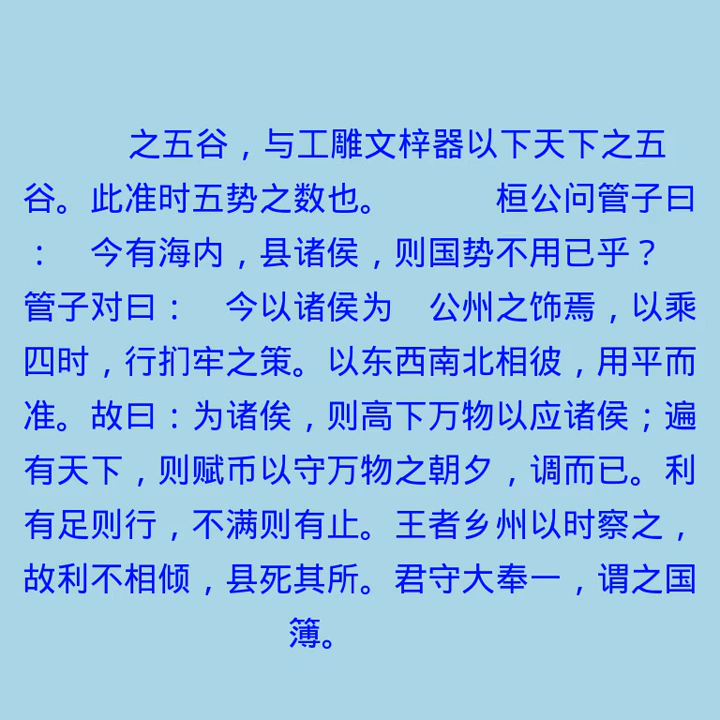 之五谷，与工雕文梓器以下天下之五
谷。此准时五势之数也。　　　桓公问管子曰
：　今有海内，县诸侯，则国势不用已乎？
管子对曰：　今以诸侯为　公州之饰焉，以乘
四时，行扪牢之策。以东西南北相彼，用平而
准。故曰：为诸俟，则高下万物以应诸侯；遍
有天下，则赋币以守万物之朝夕，调而已。利
有足则行，不满则有止。王者乡州以时察之，
故利不相倾，县死其所。君守大奉一，谓之国
簿。